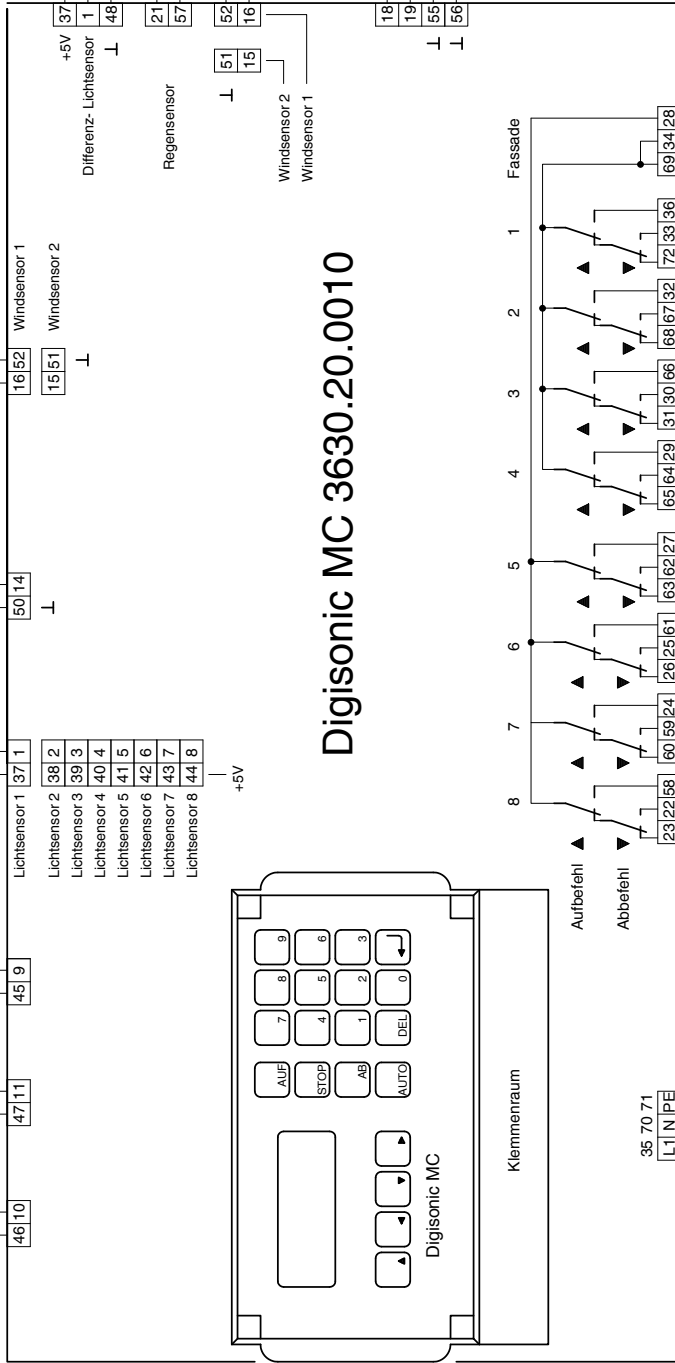 46 10
47 11
45 9
Lichtsensor 1 37 1
Lichtsensor 2 38 2
Lichtsensor 3 39 3
Lichtsensor 4 40 4
Lichtsensor 5 41 5
Lichtsensor 6 42 6
Lichtsensor 7 43 7
Lichtsensor 8 44 8
+5V
50 14
16 52 Windsensor 1
15 51 Windsensor 2
37
+5V
1
Differenz- Lichtsensor
48
21
57
Regensensor
52
16
51
15
Windsensor 2
Windsensor 1
18
19
55
56
Digisonic MC 3630.20.0010
AUF 7 8 9
STOP 4 5 6
AB 1 2 3
AUTO DEL 0
Digisonic MC
Klemmenraum
35 70 71
L1 N PE
8 7 6 5 4 3 2 1 Fassade
Aufbefehl
Abbefehl
23 22 58
60 59 24
26 25 61
63 62 27
65 64 29
31 30 66
68 67 32
72 33 36
69 34 28